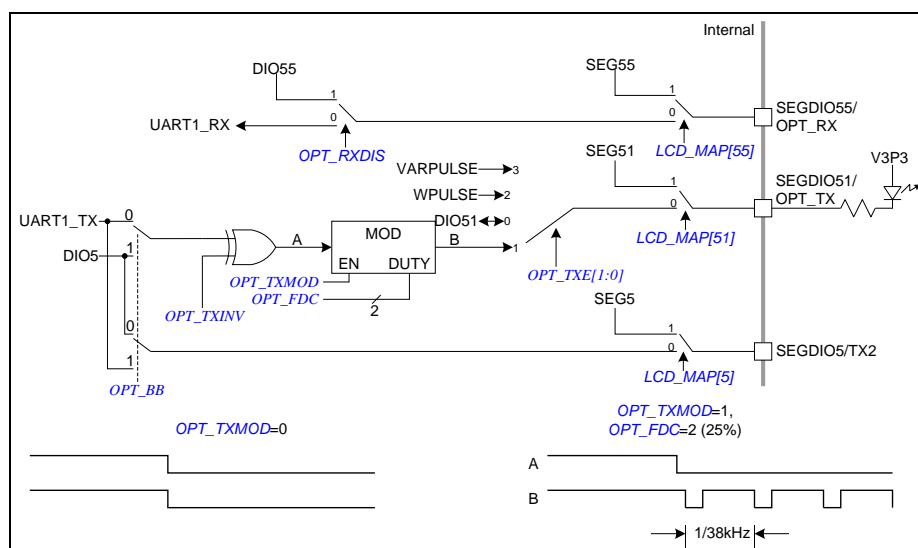 Internal
DIO55
SEG55
1
0
1
0
UART1_RX
SEGDIO55/
OPT_RX
OPT_RXDIS
LCD_MAP[55]
VARPULSE
3
SEG51
V3P3
WPULSE
2
SEGDIO51/
OPT_TX
UART1_TX
0
DIO51
0
1
0
A
MOD
B
1
LCD_MAP[51]
DIO5
1
EN
DUTY
OPT_TXMOD
OPT_TXE[1:0]
OPT_FDC
2
OPT_TXINV
SEG5
0
1
0
SEGDIO5/TX2
1
LCD_MAP[5]
OPT_BB
OPT_TXMOD=0
OPT_TXMOD=1,
OPT_FDC=2 (25%)
A
B
1/38kHz